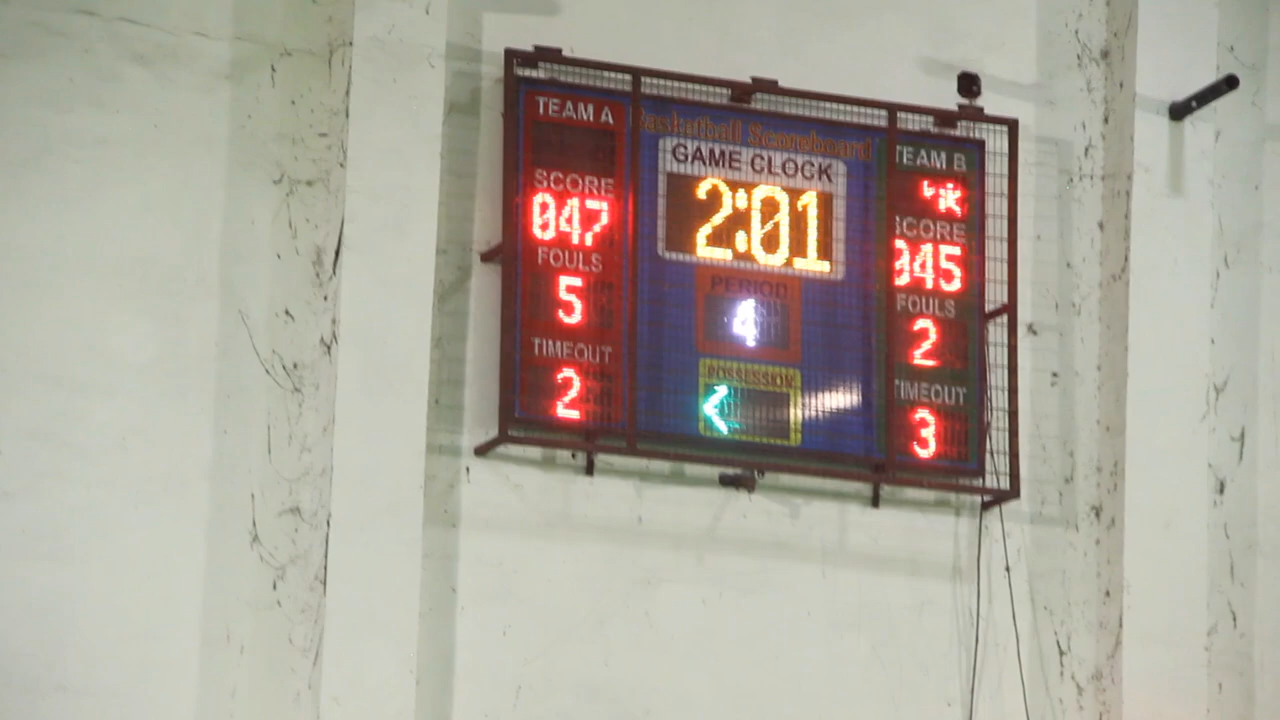 Basketball Scoreboard
TEAM A
SCORE
047
FOULS
5
TIMEOUT
2
GAME CLOCK
2:01
PERIOD
4
POSSESSION
<
TEAM B
SCORE
045
FOULS
2
TIMEOUT
3